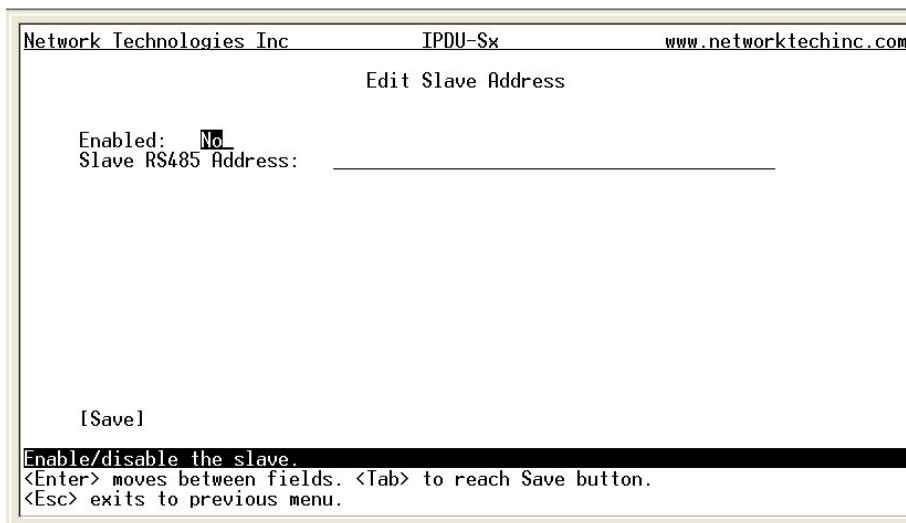 Network Technologies Inc IPDU-Sx www.networktechinc.com
Edit Slave Address
Enabled: No
Slave RS485 Address:
[Save]
Enable/disable the slave.
<Enter> moves between fields. <Tab> to reach Save button.
<Esc> exits to previous menu.